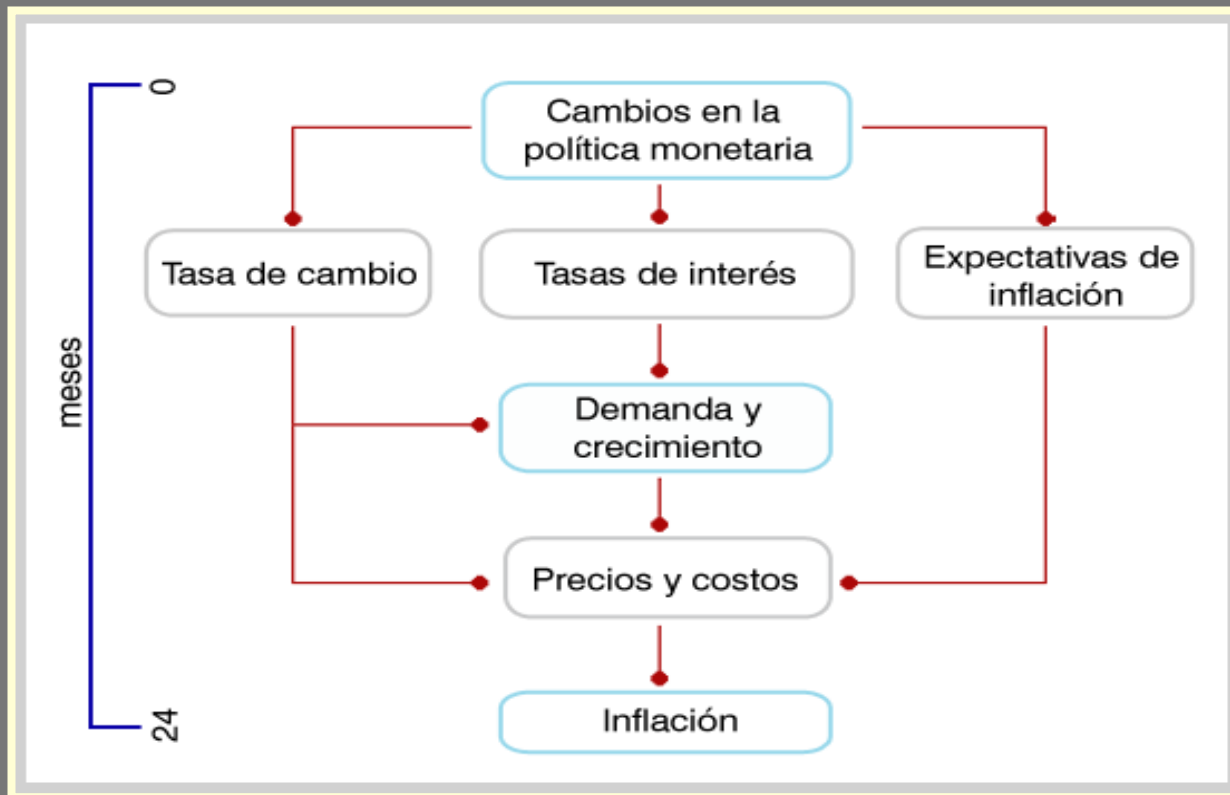 0
Cambios en la
política monetaria
Tasa de cambio
Tasas de interés
Expectativas de
inflación
meses
Demanda y
crecimiento
Precios y costos
Inflación
24